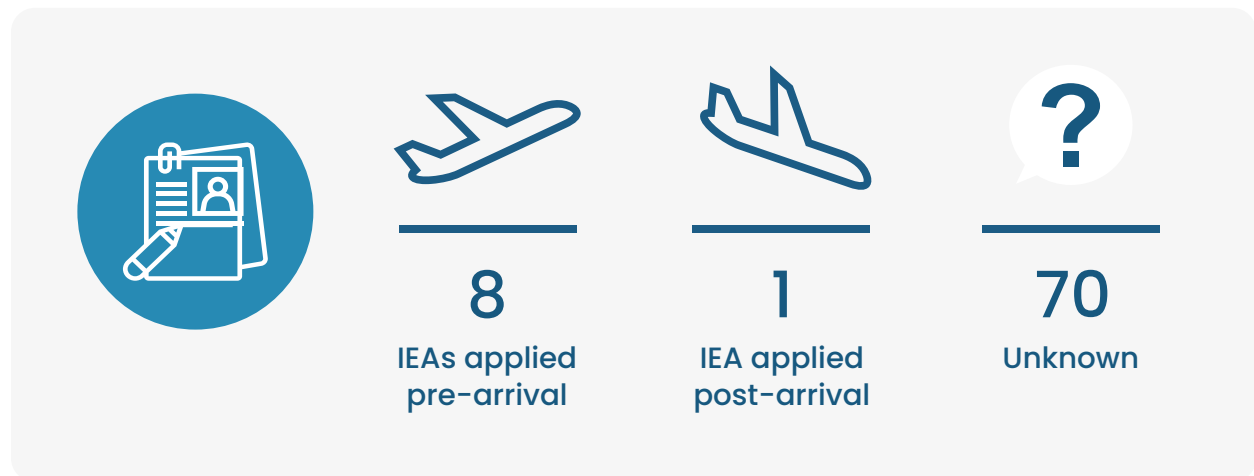 ?
8
IEAs applied
pre-arrival
1
IEA applied
post-arrival
70
Unknown